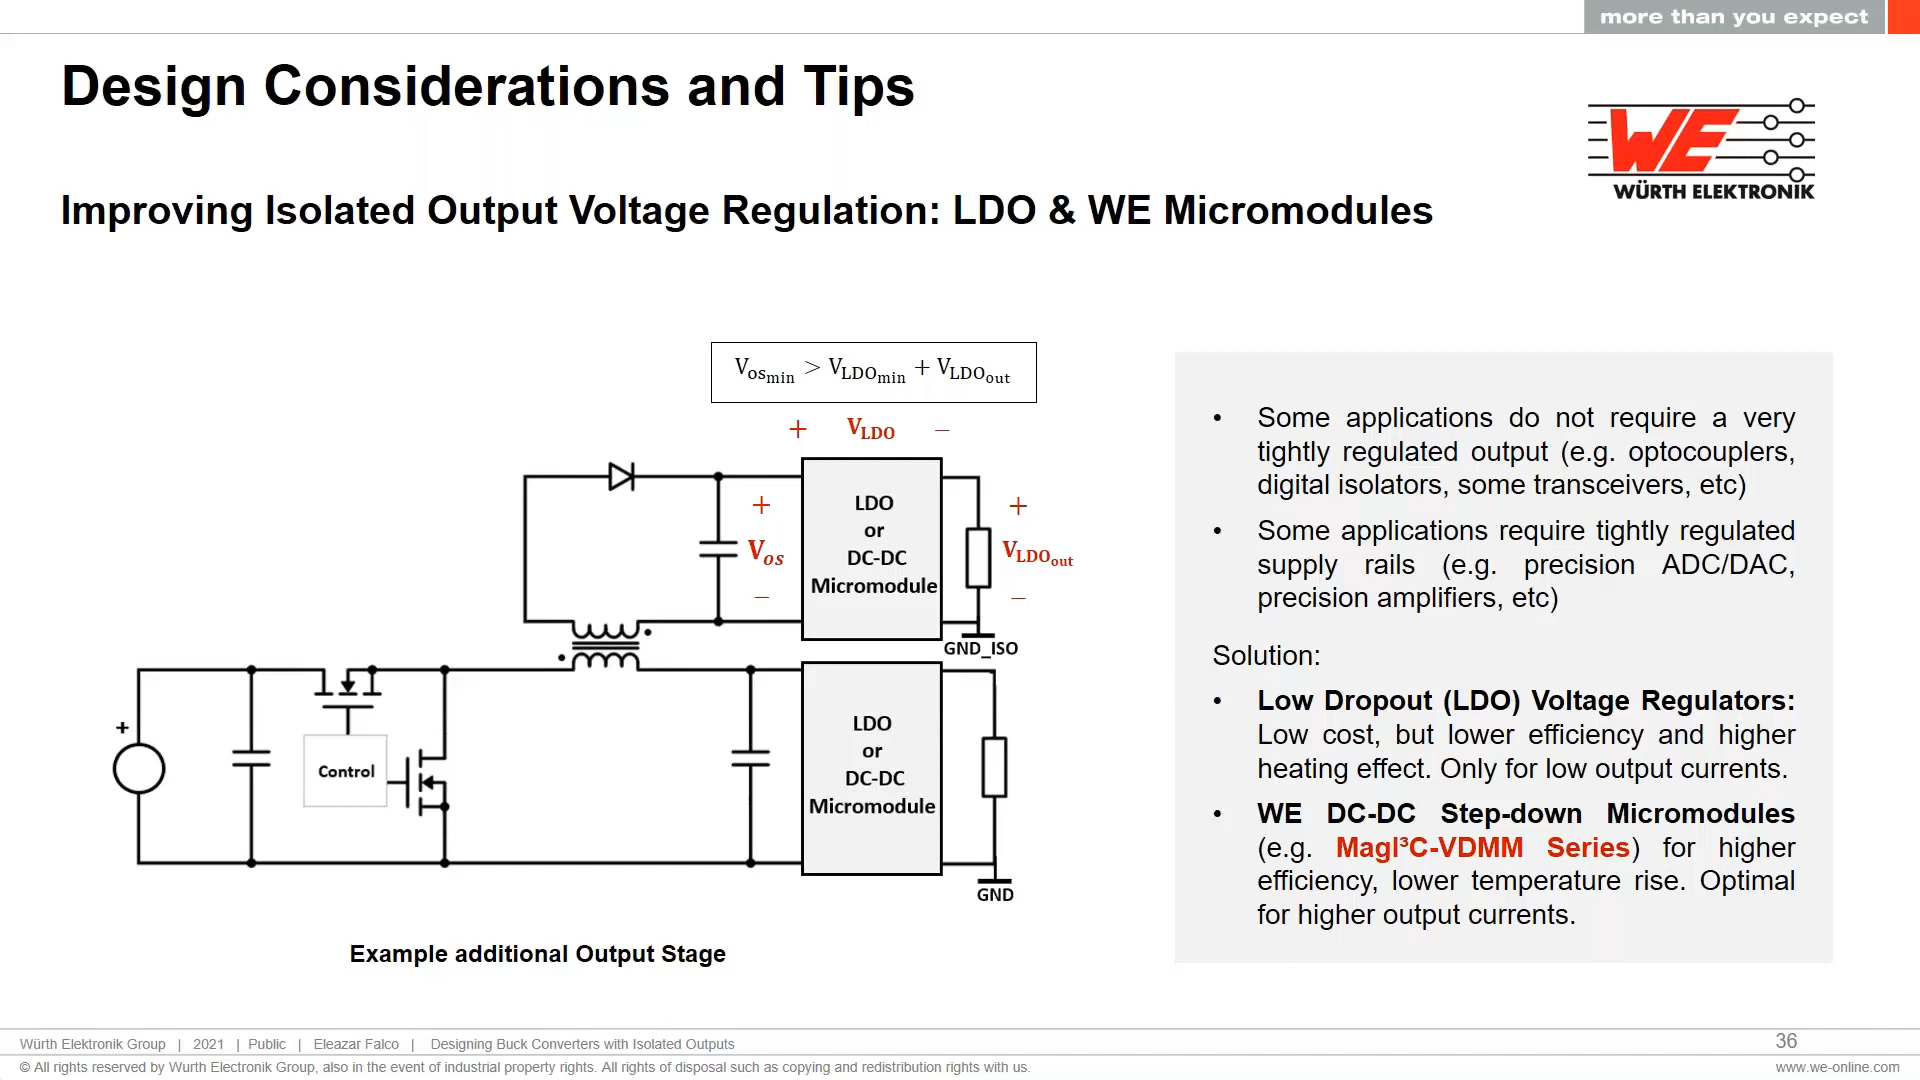 more than you expect
Design Considerations and Tips
WE
WÜRTH ELEKTRONIK
Improving Isolated Output Voltage Regulation: LDO & WE Micromodules
V_os_min > V_LDO_min + V_LDO_out
+ V_LDO −
LDO
or
DC-DC
Micromodule
+
V_os
−
+
V_LDO_out
−
GND_ISO
+
Control
LDO
or
DC-DC
Micromodule
GND
Example additional Output Stage
• Some applications do not require a very
tightly regulated output (e.g. optocouplers,
digital isolators, some transceivers, etc)
• Some applications require tightly regulated
supply rails (e.g. precision ADC/DAC,
precision amplifiers, etc)
Solution:
• Low Dropout (LDO) Voltage Regulators:
Low cost, but lower efficiency and higher
heating effect. Only for low output currents.
• WE DC-DC Step-down Micromodules
(e.g. MagI³C-VDMM Series) for higher
efficiency, lower temperature rise. Optimal
for higher output currents.
Würth Elektronik Group | 2021 | Public | Eleazar Falco | Designing Buck Converters with Isolated Outputs
36
© All rights reserved by Wurth Electronik Group, also in the event of industrial property rights. All rights of disposal such as copying and redistribution rights with us.
www.we-online.com